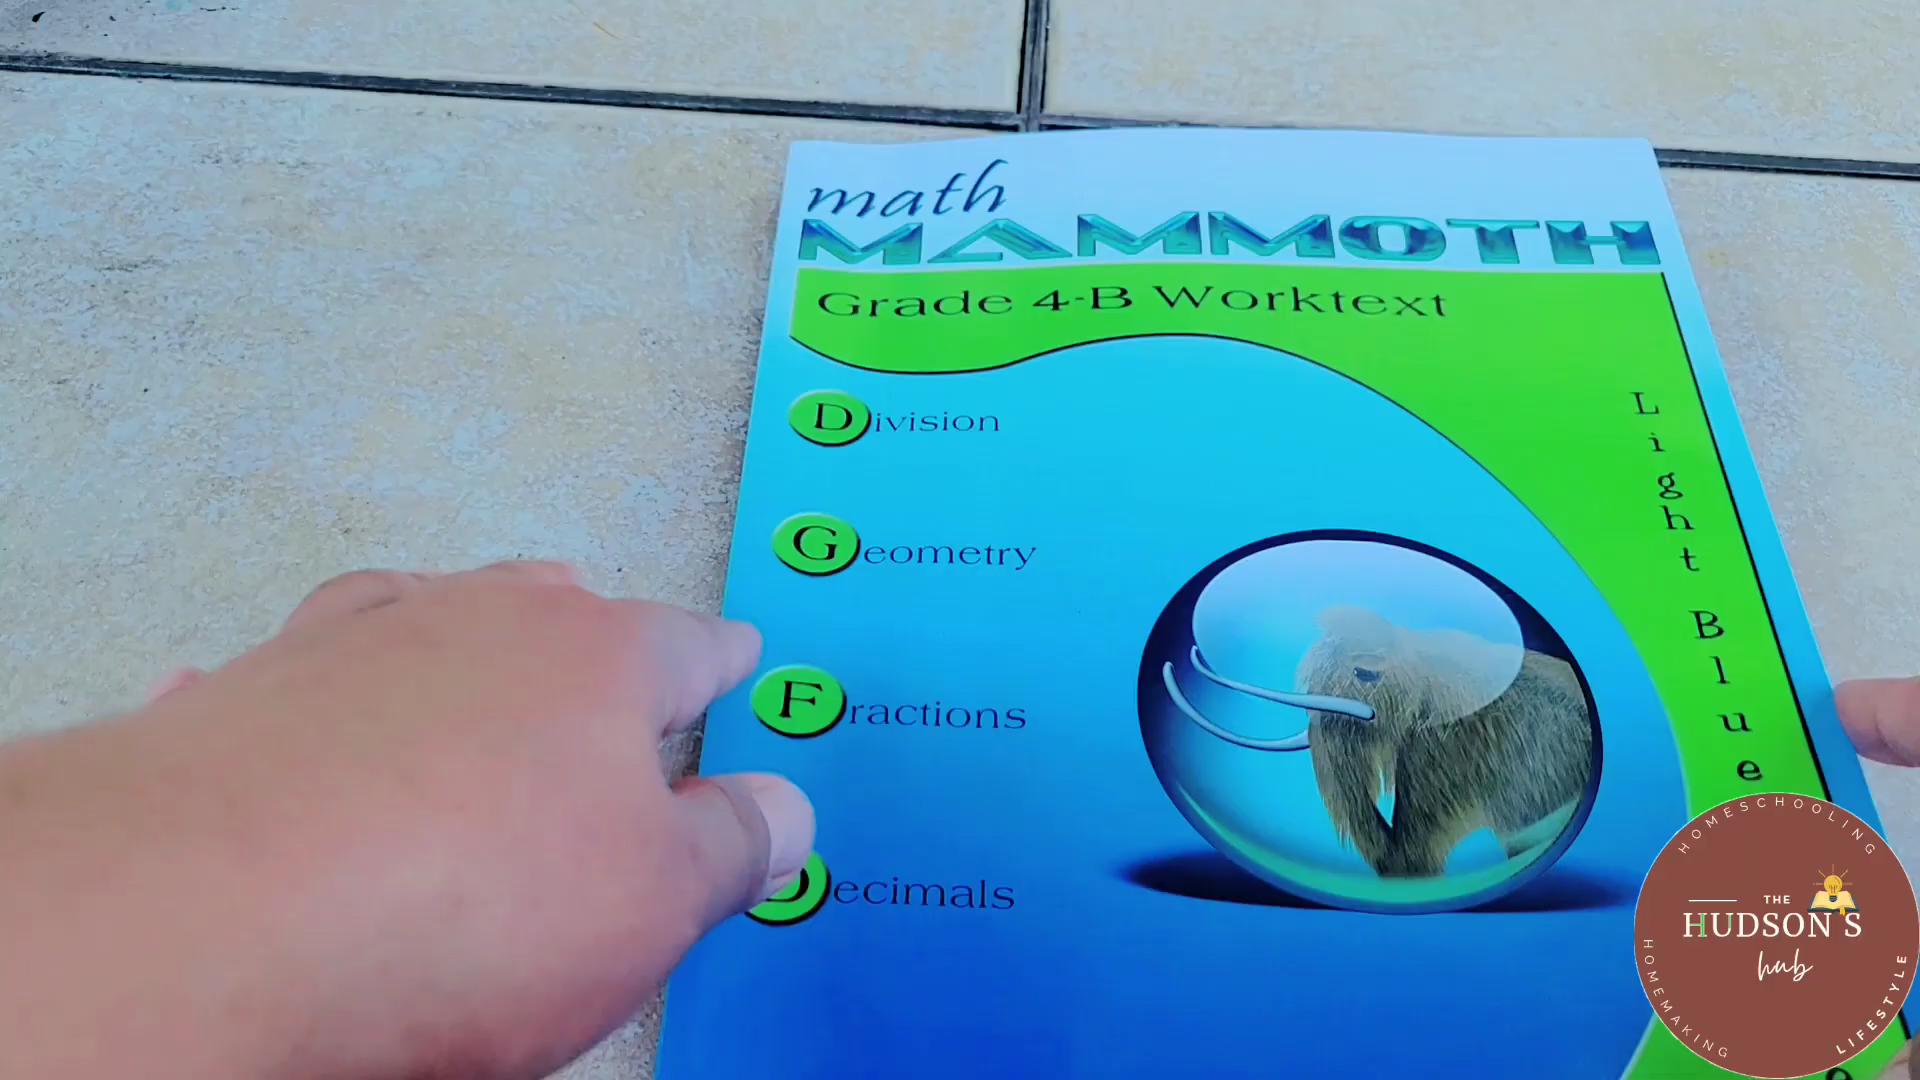 math
MAMMOTH
Grade 4-B Worktext
Division
Geometry
Fractions
Decimals
Light Blue
HOMESCHOOLING
THE
HUDSON'S
hub
HOMEMAKING
LIFESTYLE